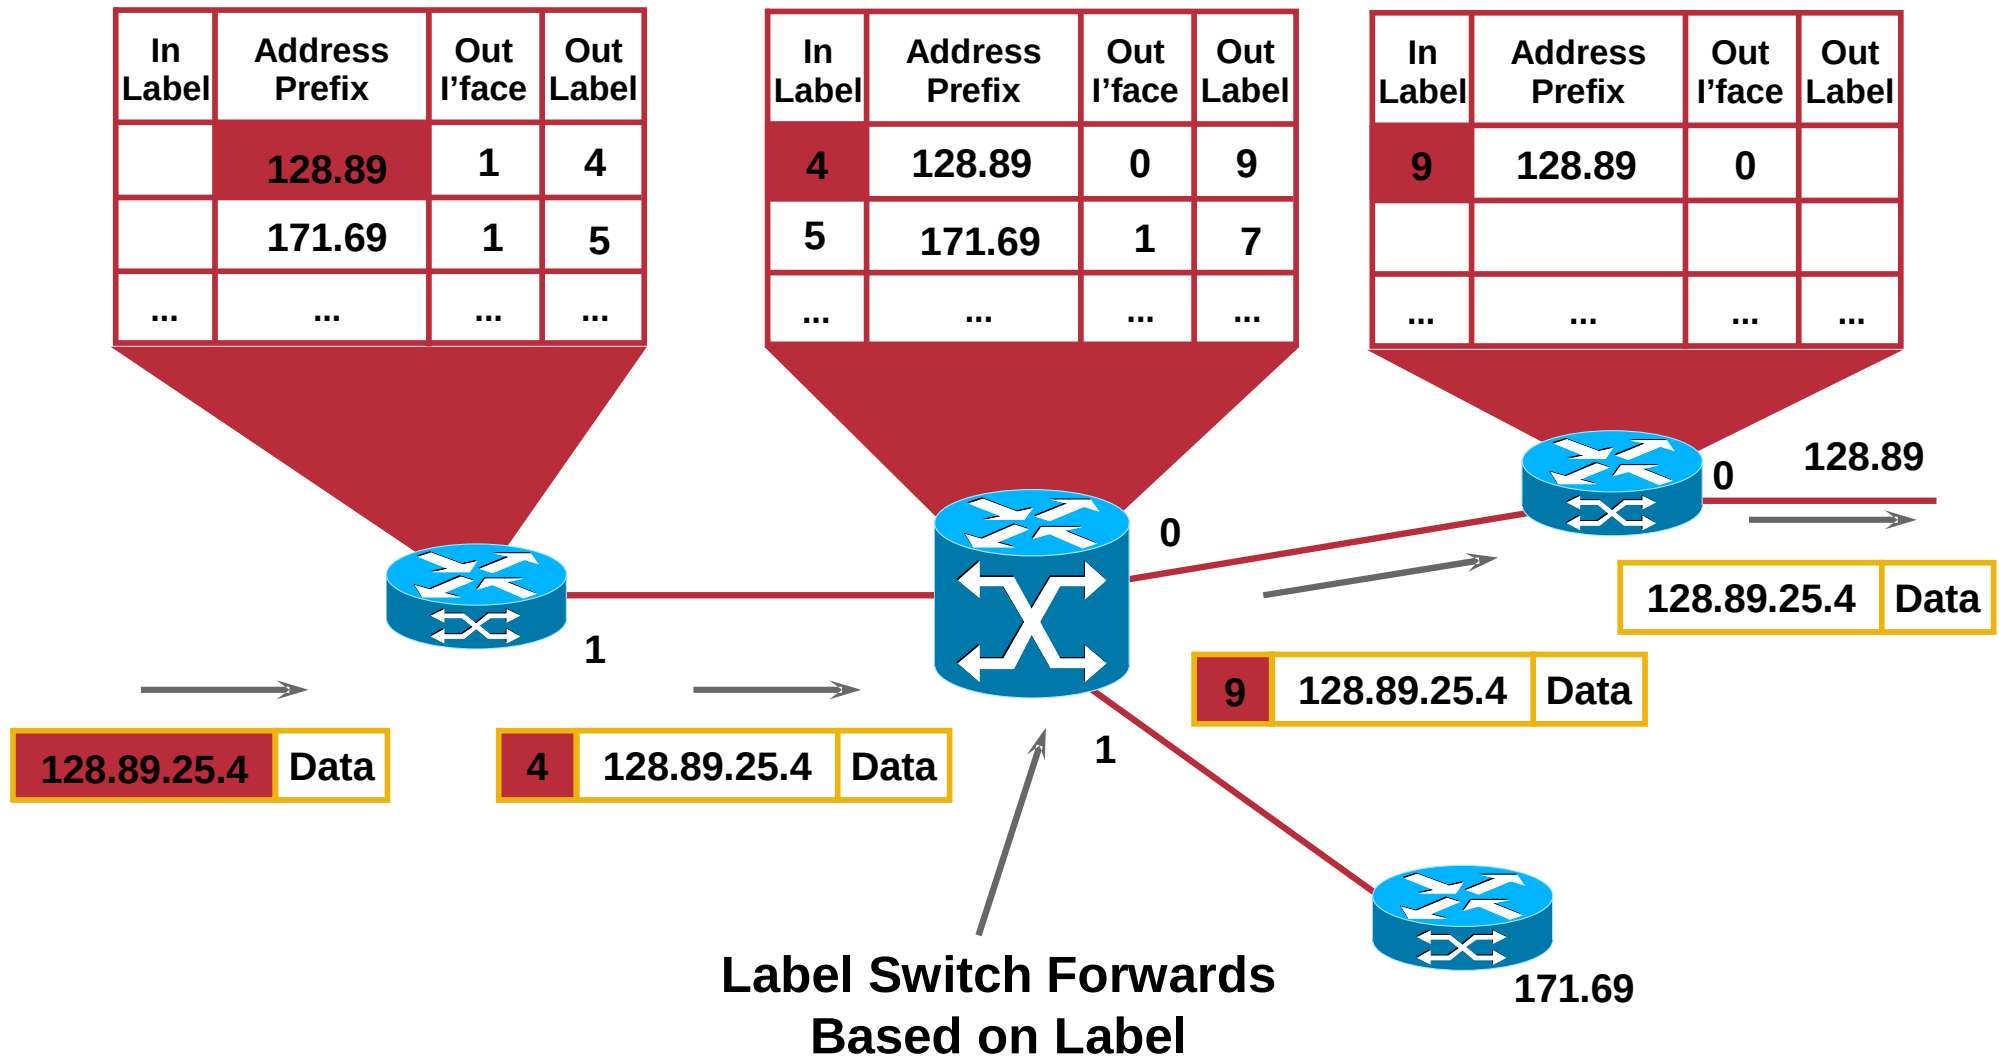 In Label Address Prefix Out I’face Out Label
128.89 1 4
171.69 1 5
... ... ... ...
In Label Address Prefix Out I’face Out Label
4 128.89 0 9
5 171.69 1 7
... ... ... ...
In Label Address Prefix Out I’face Out Label
9 128.89 0
... ... ... ...
0 128.89
0
128.89.25.4 Data
1
9 128.89.25.4 Data
128.89.25.4 Data
4 128.89.25.4 Data
1
171.69
Label Switch Forwards
Based on Label